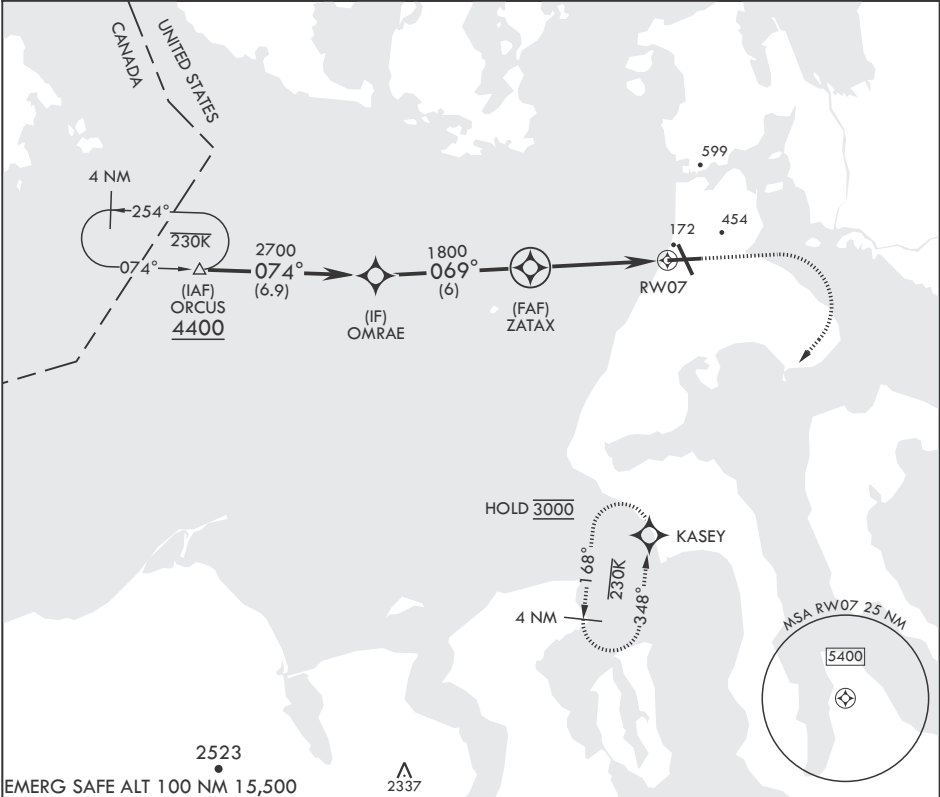 CANADA
UNITED STATES
599
4 NM
254°
454
172
230K
2700
1800
074°
074°
069°
(6.9)
(6)
RW07
(IAF)
ORCUS
4400
(IF)
OMRAE
(FAF)
ZATAX
HOLD 3000
KASEY
168°
230K
348°
4 NM
MSA RW07 25 NM
5400
2523
EMERG SAFE ALT 100 NM 15,500
2337